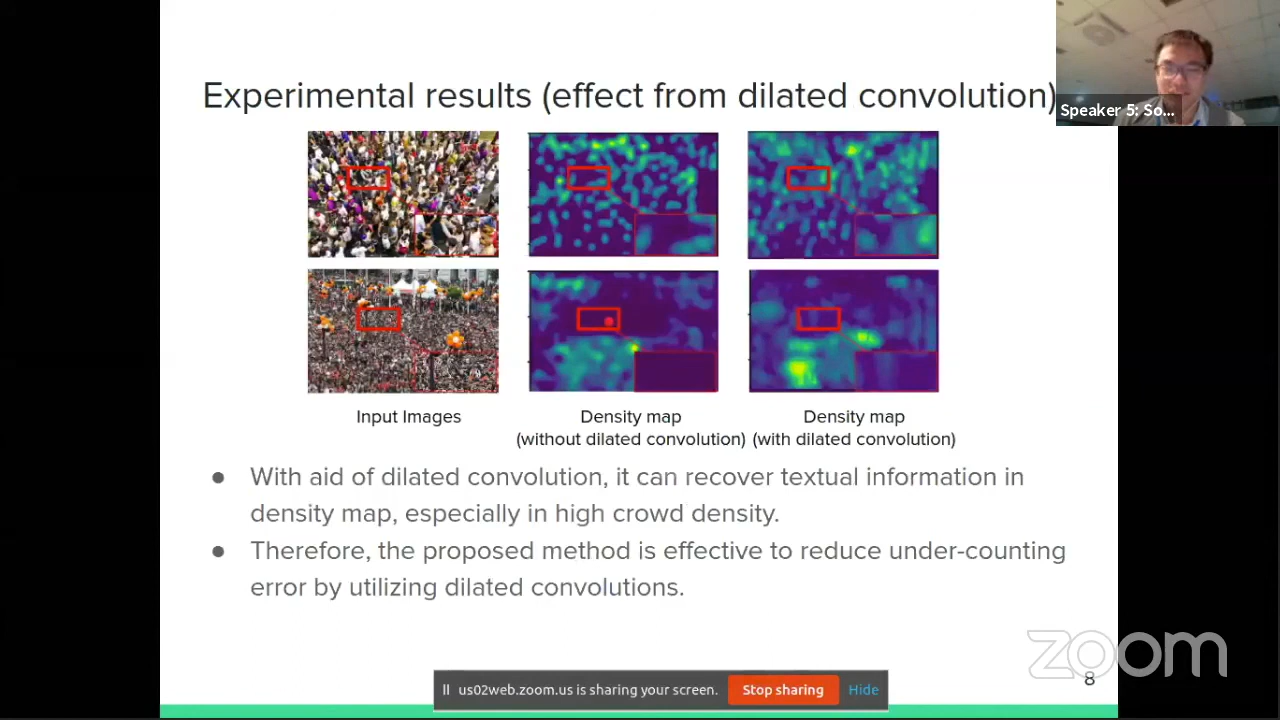 Experimental results (effect from dilated convolution)
Speaker 5: So...
Input Images
Density map
(without dilated convolution)
Density map
(with dilated convolution)
● With aid of dilated convolution, it can recover textual information in
density map, especially in high crowd density.
● Therefore, the proposed method is effective to reduce under-counting
error by utilizing dilated convolutions.
zoom
8
us02web.zoom.us is sharing your screen.
Stop sharing
Hide